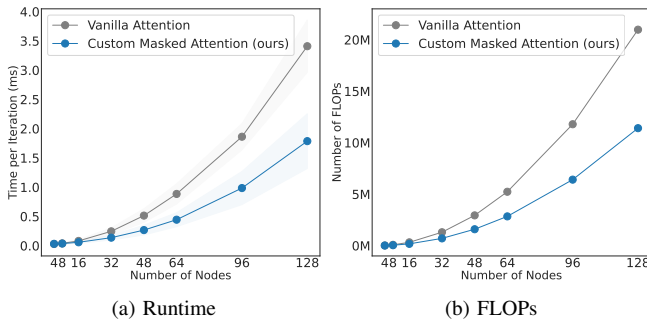 4.0
3.5
3.0
2.5
2.0
1.5
1.0
0.5
0.0
Time per Iteration (ms)
Vanilla Attention
Custom Masked Attention (ours)
48 16 32 48 64 96 128
Number of Nodes
(a) Runtime
20M
15M
10M
5M
0M
Number of FLOPs
Vanilla Attention
Custom Masked Attention (ours)
48 16 32 48 64 96 128
Number of Nodes
(b) FLOPs